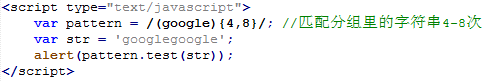 <script type="text/javascript">
    var pattern = /(google){4,8}/; //匹配分组里的字符串4-8次
    var str = 'googlegoogle';
    alert(pattern.test(str));
</script>